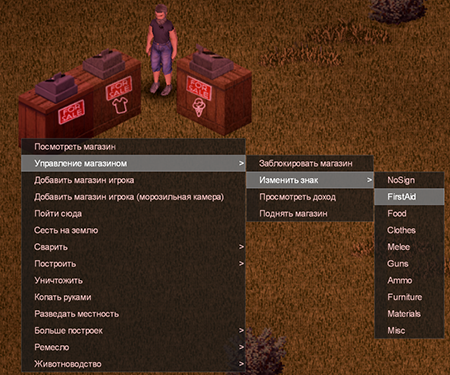 FOR SALE
FOR SALE
FOR SALE
Посмотреть магазин
Управление магазином >
Добавить магазин игрока
Добавить магазин игрока (морозильная камера)
Пойти сюда
Сесть на землю
Сварить >
Построить >
Уничтожить
Копать руками
Разведать местность
Больше построек >
Ремесло >
Животноводство >
Заблокировать магазин
Изменить знак >
Просмотреть доход
Поднять магазин
NoSign
FirstAid
Food
Clothes
Melee
Guns
Ammo
Furniture
Materials
Misc